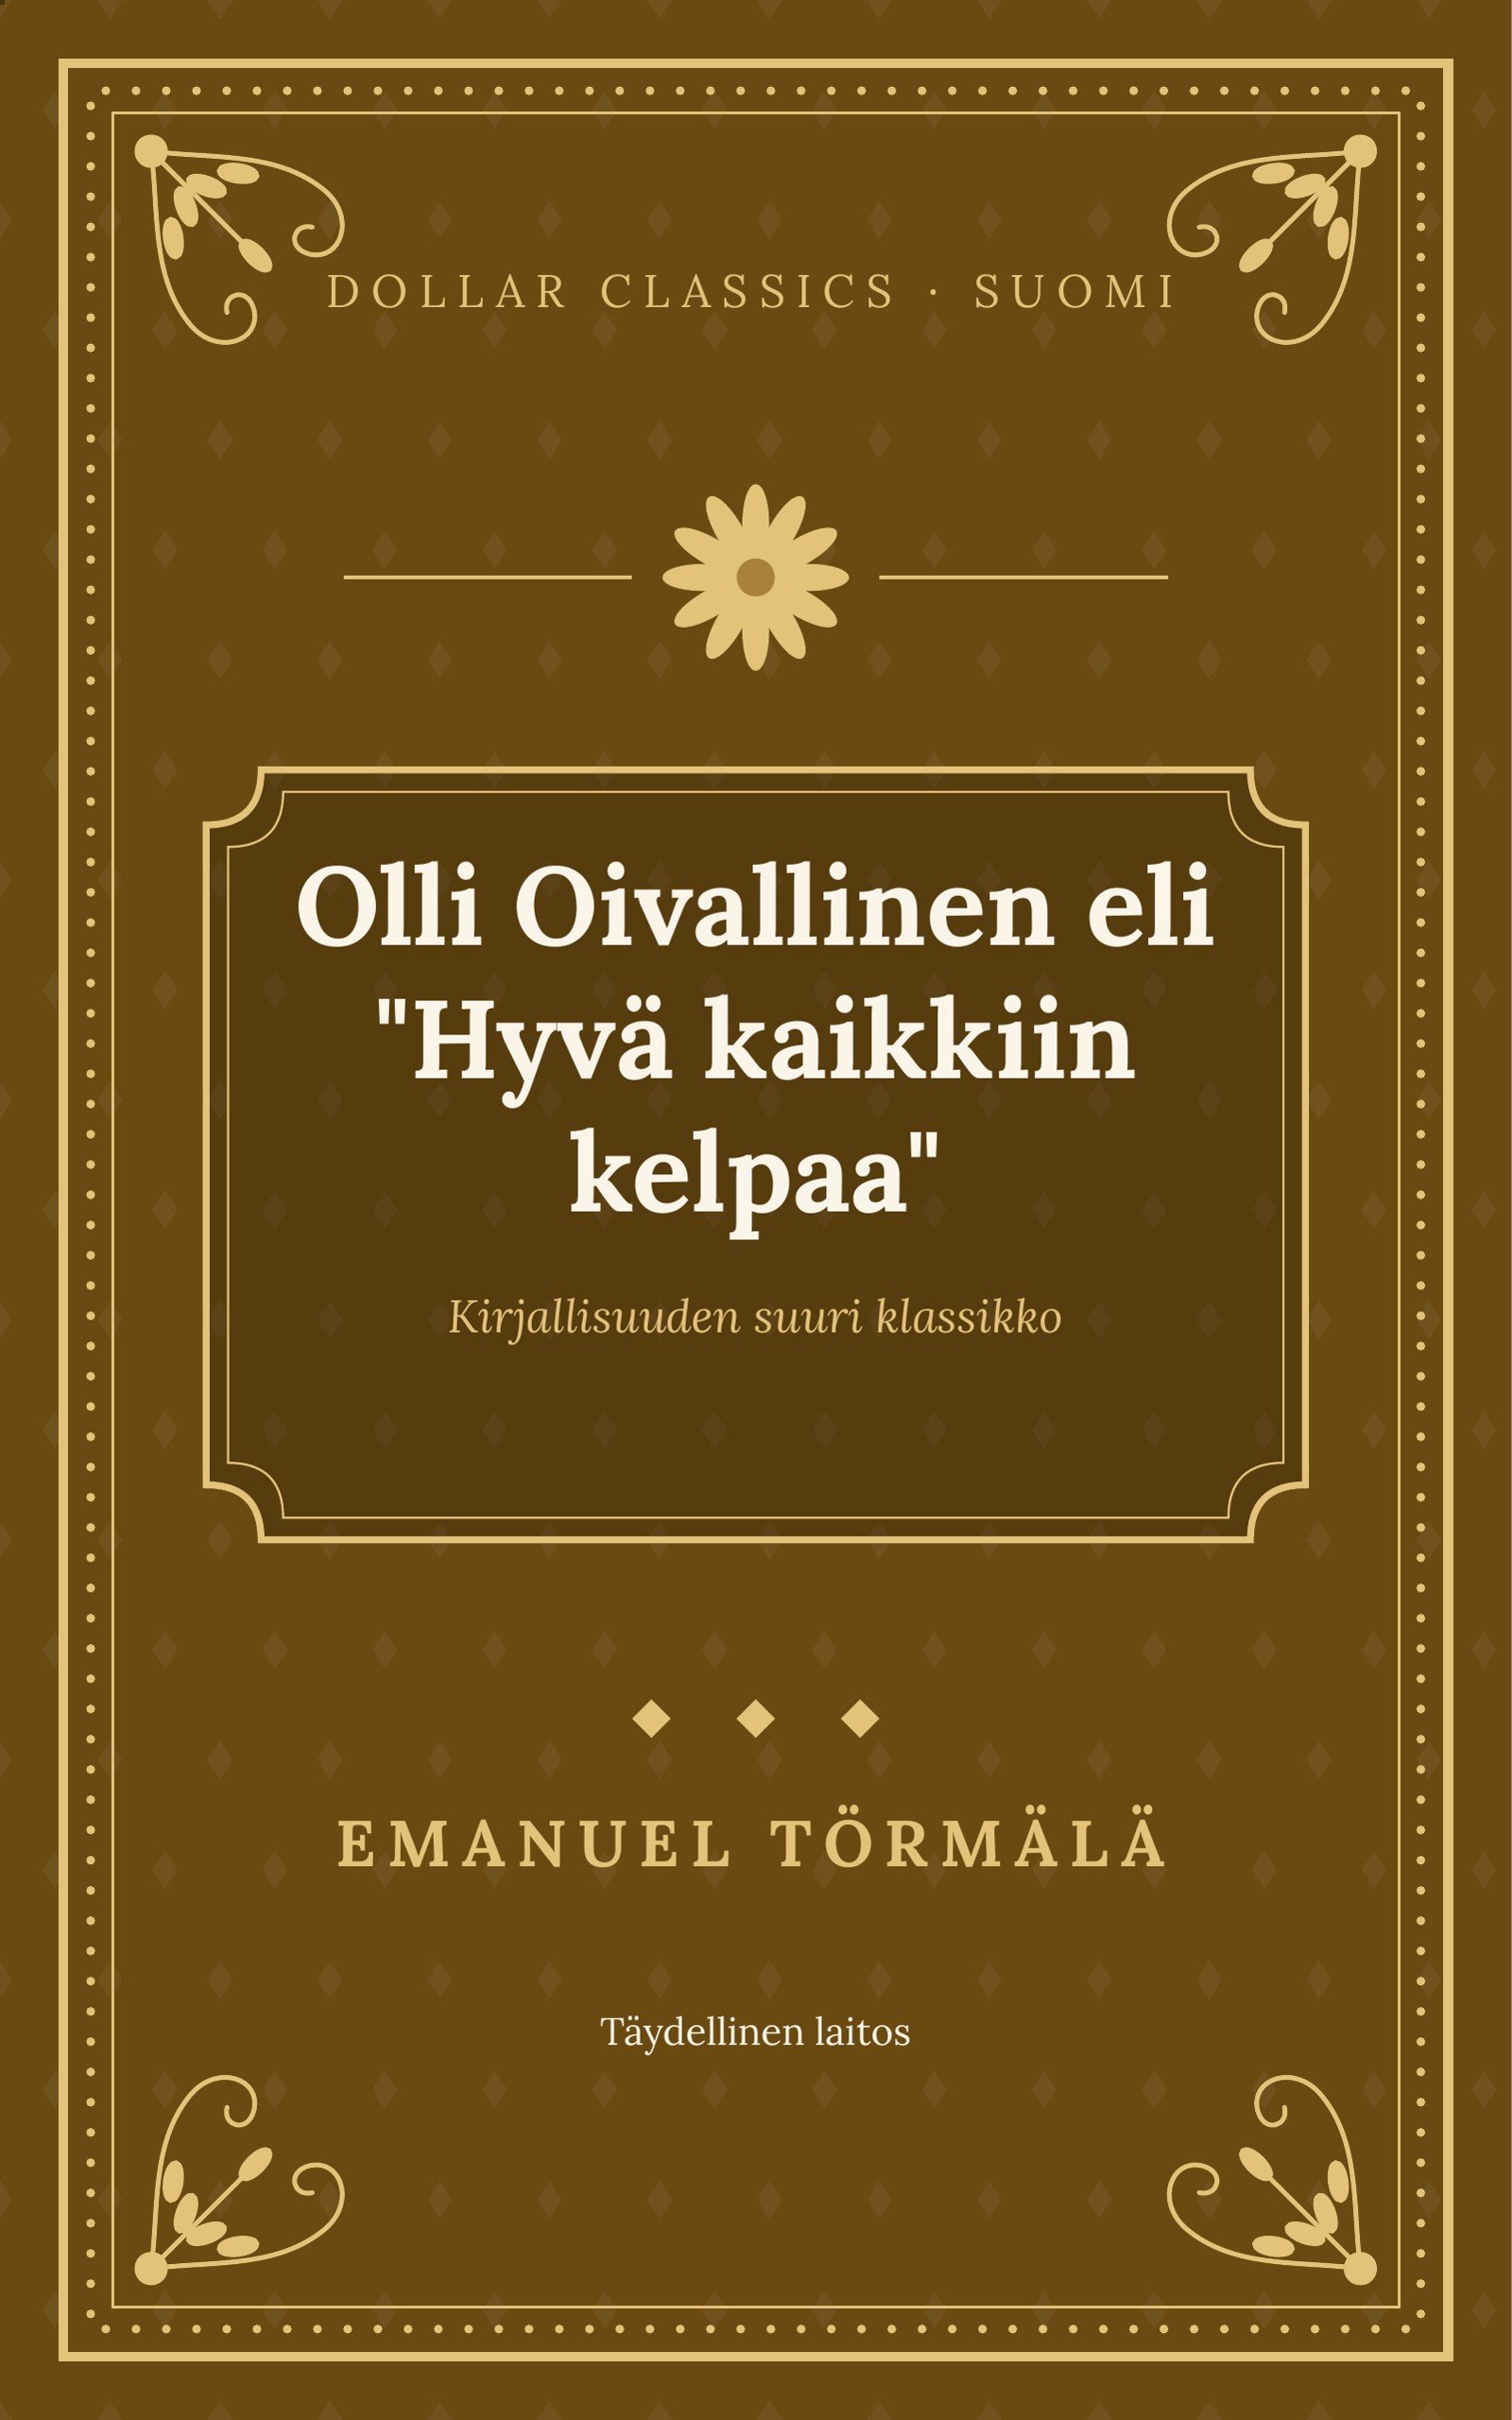 DOLLAR CLASSICS · SUOMI
Olli Oivallinen eli
"Hyvä kaikkiin
kelpaa"
Kirjallisuuden suuri klassikko
EMANUEL TÖRMÄLÄ
Täydellinen laitos